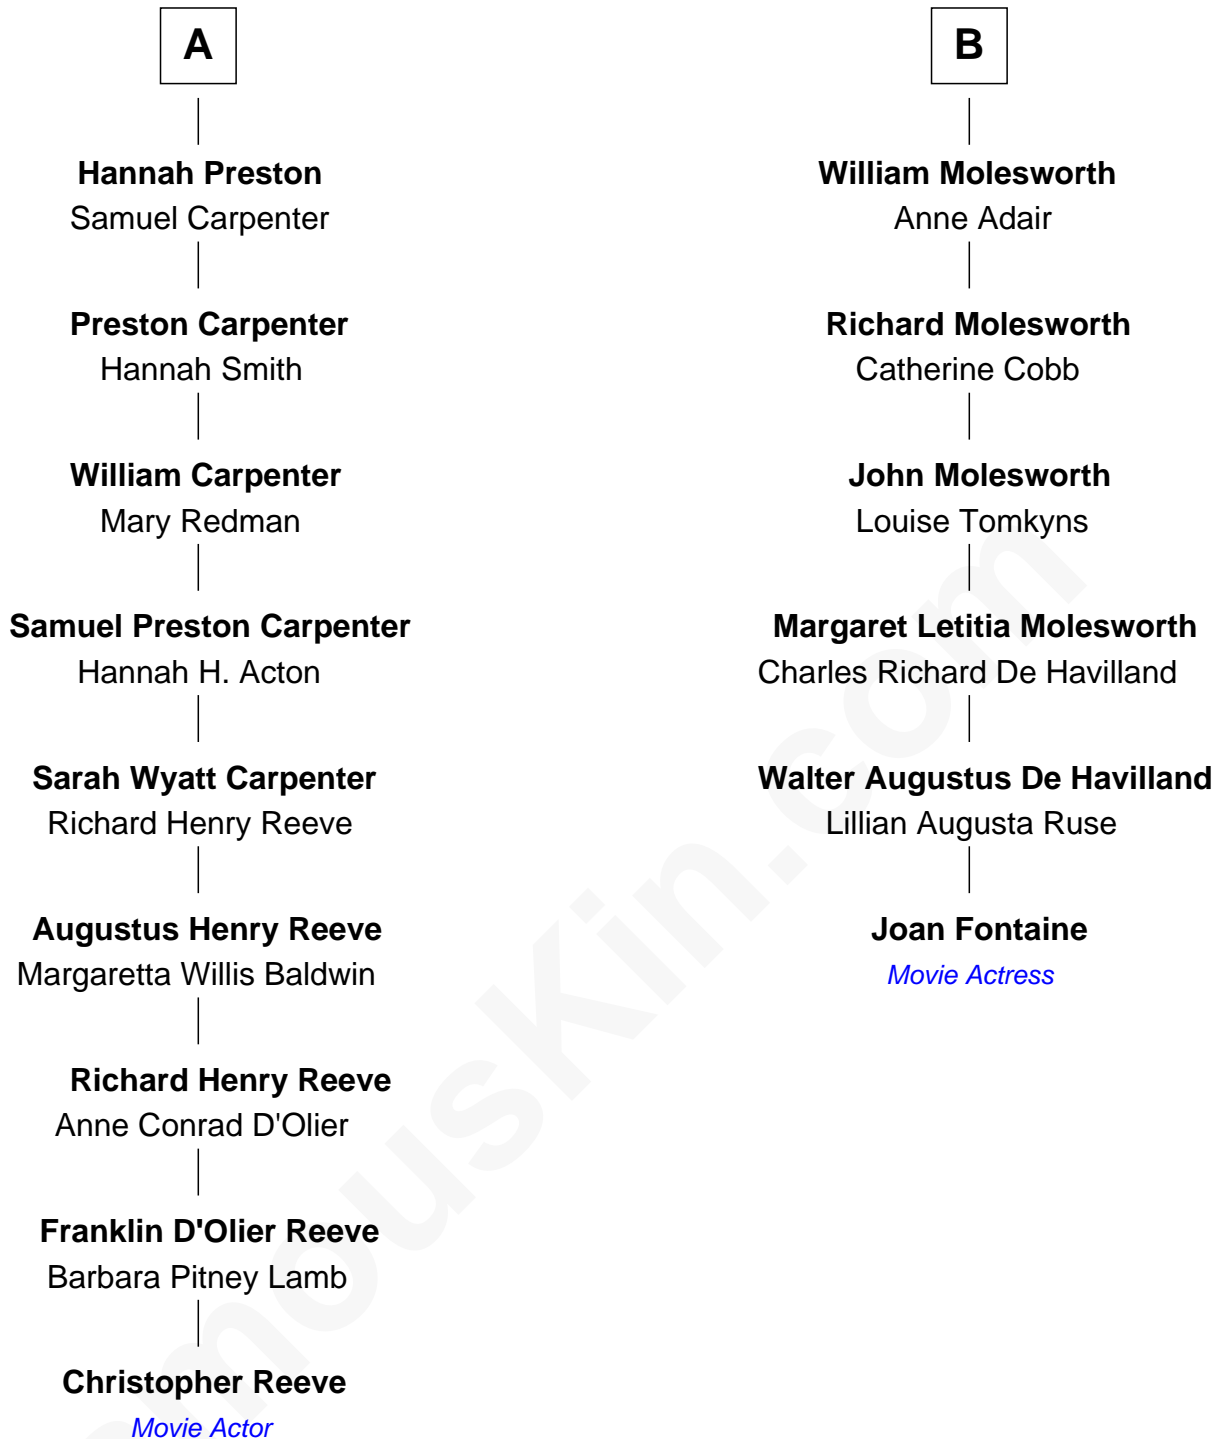 A
Hannah Preston
Samuel Carpenter
Preston Carpenter
Hannah Smith
William Carpenter
Mary Redman
Samuel Preston Carpenter
Hannah H. Acton
Sarah Wyatt Carpenter
Richard Henry Reeve
Augustus Henry Reeve
Margaretta Willis Baldwin
Richard Henry Reeve
Anne Conrad D'Olier
Franklin D'Olier Reeve
Barbara Pitney Lamb
Christopher Reeve
Movie Actor
B
William Molesworth
Anne Adair
Richard Molesworth
Catherine Cobb
John Molesworth
Louise Tomkyns
Margaret Letitia Molesworth
Charles Richard De Havilland
Walter Augustus De Havilland
Lillian Augusta Ruse
Joan Fontaine
Movie Actress
mouskin.com